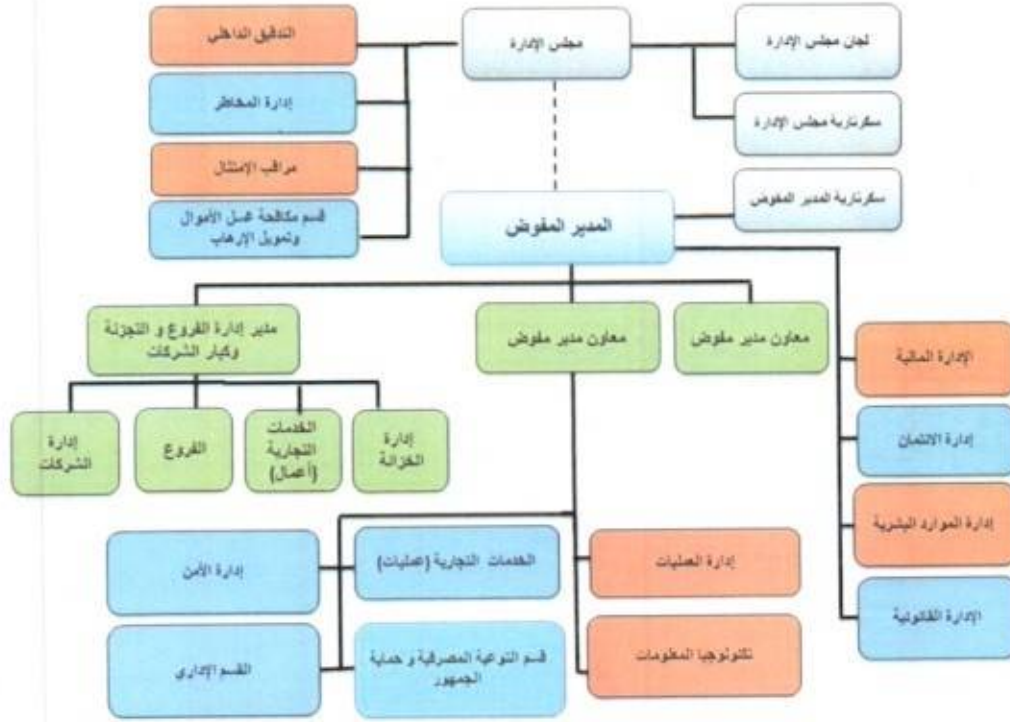 التدقيق الداخلي
مجلس الإدارة
لجان مجلس الإدارة
إدارة المخاطر
سكرتارية مجلس الإدارة
مراقب الإمتثال
سكرتارية المدير المفوض
قسم مكافحة غسل الأموال
وتمويل الإرهاب
المدير المفوض
مدير إدارة الفروع و التجزئة
وكبار الشركات
معاون مدير مفوض
معاون مدير مفوض
الإدارة المالية
إدارة الائتمان
إدارة الموارد البشرية
الإدارة القانونية
إدارة
الخزانة
الخدمات
التجارية
(أعمال)
الفروع
إدارة
الشركات
إدارة العمليات
الخدمات التجارية (عمليات)
إدارة الأمن
تكنولوجيا المعلومات
قسم التوعية المصرفية و حماية
الجمهور
القسم الإداري